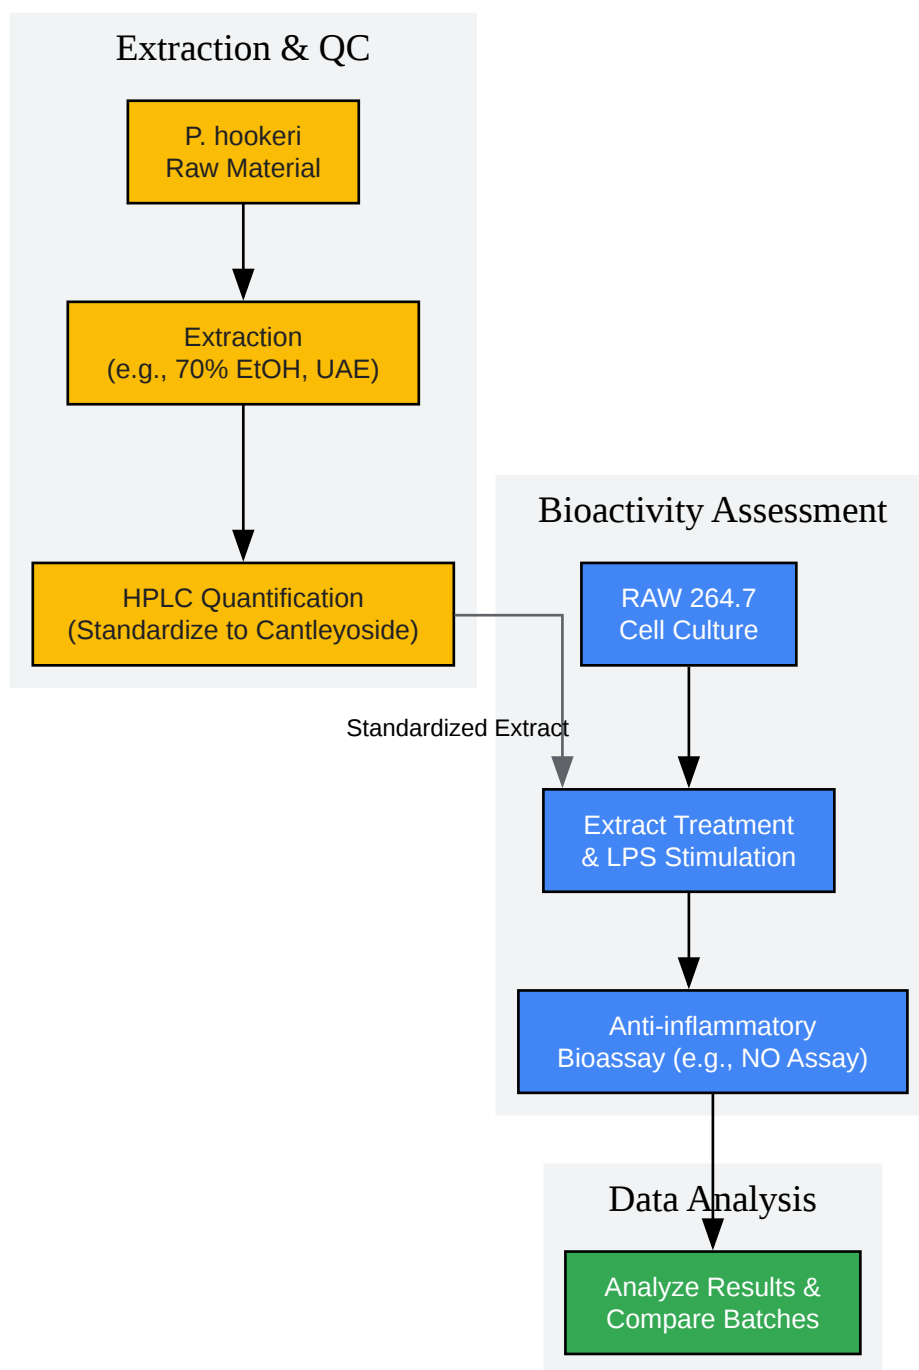 Extraction & QC
P. hookeri
Raw Material
Extraction
(e.g., 70% EtOH, UAE)
HPLC Quantification
(Standardize to Cantleyoside)
Standardized Extract
Bioactivity Assessment
RAW 264.7
Cell Culture
Extract Treatment
& LPS Stimulation
Anti-inflammatory
Bioassay (e.g., NO Assay)
Data Analysis
Analyze Results &
Compare Batches